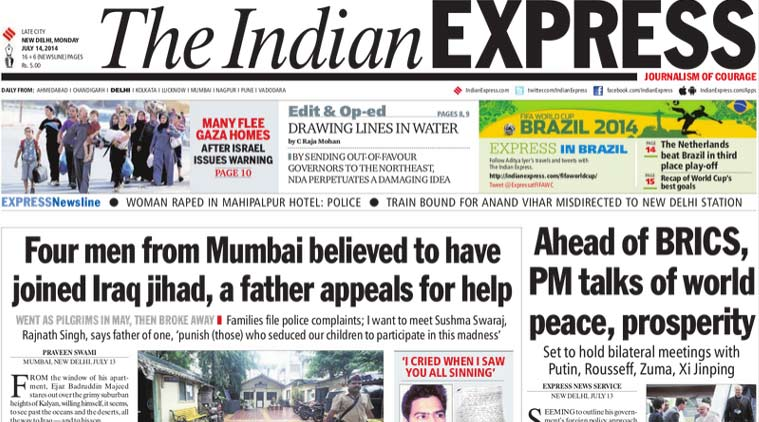 LATE CITY
NEW DELHI, MONDAY
JULY 14, 2014
16 + 6 (NEWSLINE) PAGES
Rs. 5.00
The Indian EXPRESS
JOURNALISM OF COURAGE
DAILY FROM: AHMEDABAD I CHANDIGARH I DELHI I KOLKATA I LUCKNOW I MUMBAI I NAGPUR I PUNE I VADODARA
IndianExpress.com twitter.com/IndianExpress facebook.com/IndianExpress IndianExpress.com/Apps
MANY FLEE
GAZA HOMES
AFTER ISRAEL
ISSUES WARNING
PAGE 10
Edit & Op-ed PAGES 8, 9
DRAWING LINES IN WATER
by C Raja Mohan
BY SENDING OUT-OF-FAVOUR
GOVERNORS TO THE NORTHEAST,
NDA PERPETUATES A DAMAGING IDEA
FIFA WORLD CUP
BRAZIL 2014
EXPRESS IN BRAZIL
Follow Aditya Iyer's travels and tweets with
The Indian Express.
http://indianexpress.com/fifaworldcup/
Tweet @ExpressatFIFAWC
PAGE 14
The Netherlands
beat Brazil in third
place play-off
PAGE 15
Recap of World Cup's
best goals
EXPRESSNewsline ● WOMAN RAPED IN MAHIPALPUR HOTEL: POLICE ● TRAIN BOUND FOR ANAND VIHAR MISDIRECTED TO NEW DELHI STATION
Four men from Mumbai believed to have
joined Iraq jihad, a father appeals for help
WENT AS PILGRIMS IN MAY, THEN BROKE AWAY Families file police complaints; I want to meet Sushma Swaraj,
Rajnath Singh, says father of one, 'punish (those) who seduced our children to participate in this madness'
PRAVEEN SWAMI
MUMBAI, NEW DELHI, JULY 13
FROM the window of his apart-
ment, Ejaz Badruddin Majeed
stares out over the grimy suburban
heights of Kalyan, willing himself, it seems,
to see past the oceans and the deserts, all
the way to Iraq — and to his son
'I CRIED WHEN I SAW
YOU ALL SINNING'
Ahead of BRICS,
PM talks of world
peace, prosperity
Set to hold bilateral meetings with
Putin, Rousseff, Zuma, Xi Jinping
EXPRESS NEWS SERVICE
NEW DELHI, JULY 13
SEEMING to outline his govern-
ment's foreign policy approach